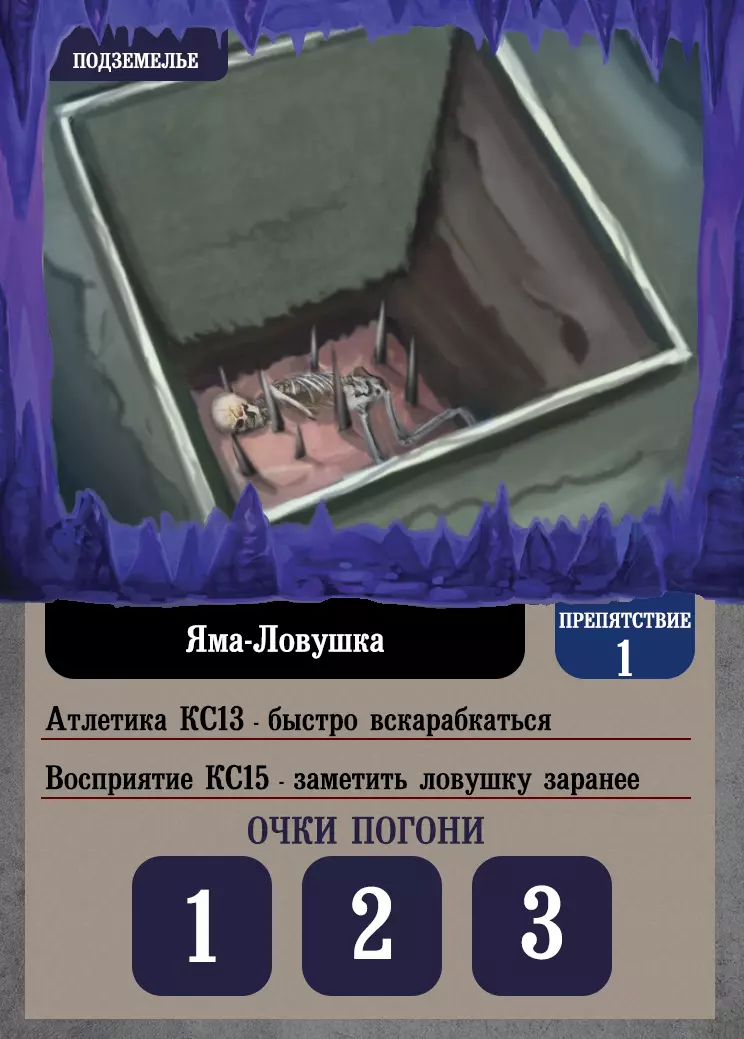 ПОДЗЕМЕЛЬЕ
Яма-Ловушка
ПРЕПЯТСТВИЕ
1
Атлетика КС13 - быстро вскарабкаться
Восприятие КС15 - заметить ловушку заранее
ОЧКИ ПОГОНИ
1 2 3